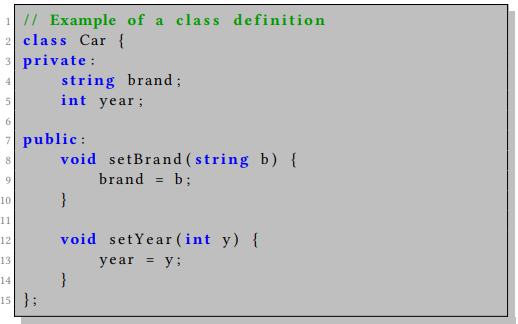 1 // Example of a class definition
2 class Car {
3 private:
4     string brand;
5     int year;
6
7 public:
8     void setBrand(string b) {
9         brand = b;
10     }
11
12     void setYear(int y) {
13         year = y;
14     }
15 };